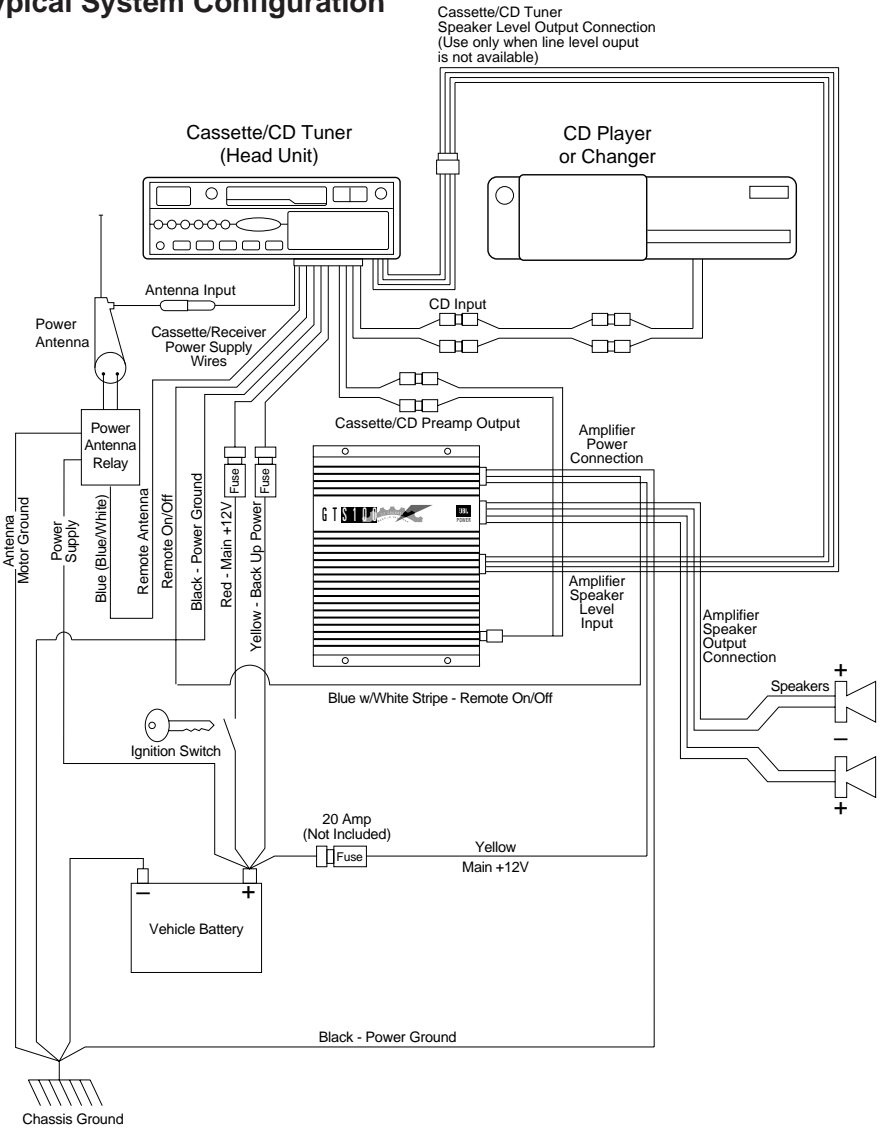 ypical System Configuration
Cassette/CD Tuner
Speaker Level Output Connection
(Use only when line level ouput
is not available)
Cassette/CD Tuner
(Head Unit)
CD Player
or Changer
Antenna Input
CD Input
Power
Antenna
Cassette/Receiver
Power Supply
Wires
Cassette/CD Preamp Output
Power
Antenna
Relay
Amplifier
Power
Connection
Fuse
Fuse
GTS100
JBL
POWER
Antenna
Motor Ground
Power
Supply
Blue (Blue/White)
Remote Antenna
Remote On/Off
Black - Power Ground
Red - Main +12V
Yellow - Back Up Power
Amplifier
Speaker
Level
Input
Amplifier
Speaker
Output
Connection
Speakers
+
–
+
Blue w/White Stripe - Remote On/Off
Ignition Switch
20 Amp
(Not Included)
Fuse
Yellow
Main +12V
– +
Vehicle Battery
Black - Power Ground
Chassis Ground